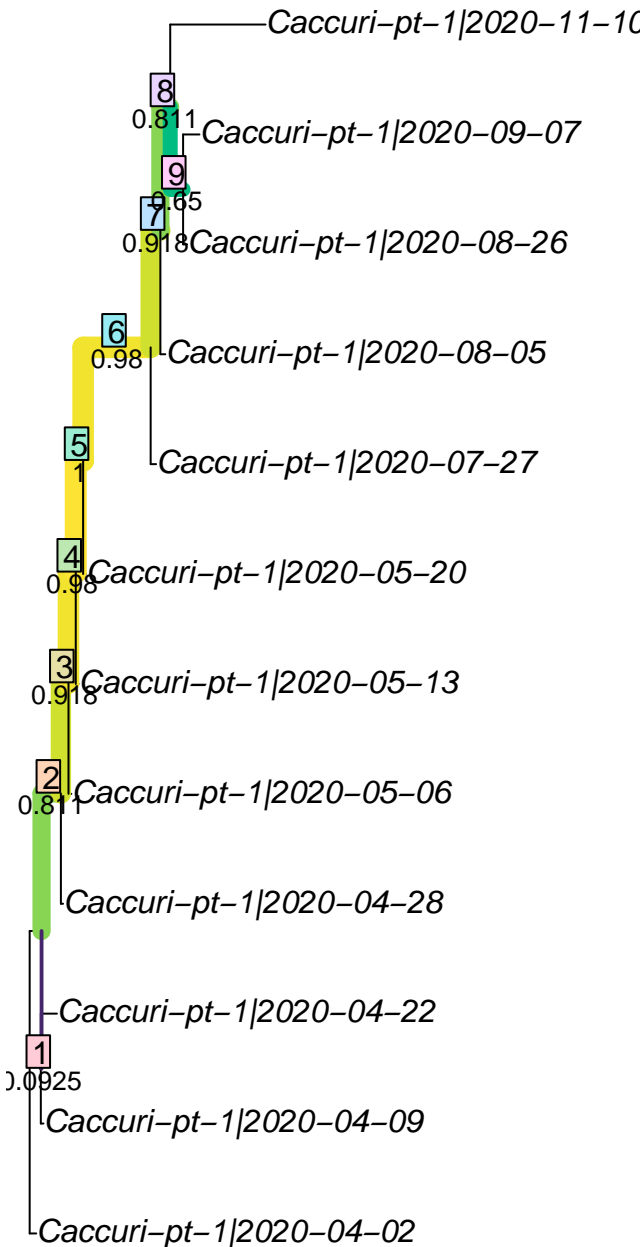 Caccuri−pt−1|2020−11−10
8
0.811
Caccuri−pt−1|2020−09−07
9
0.65
7
0.918
Caccuri−pt−1|2020−08−26
6
0.98
Caccuri−pt−1|2020−08−05
5
1
Caccuri−pt−1|2020−07−27
4
0.98
Caccuri−pt−1|2020−05−20
3
0.918
Caccuri−pt−1|2020−05−13
2
0.811
Caccuri−pt−1|2020−05−06
Caccuri−pt−1|2020−04−28
Caccuri−pt−1|2020−04−22
1
0.0925
Caccuri−pt−1|2020−04−09
Caccuri−pt−1|2020−04−02